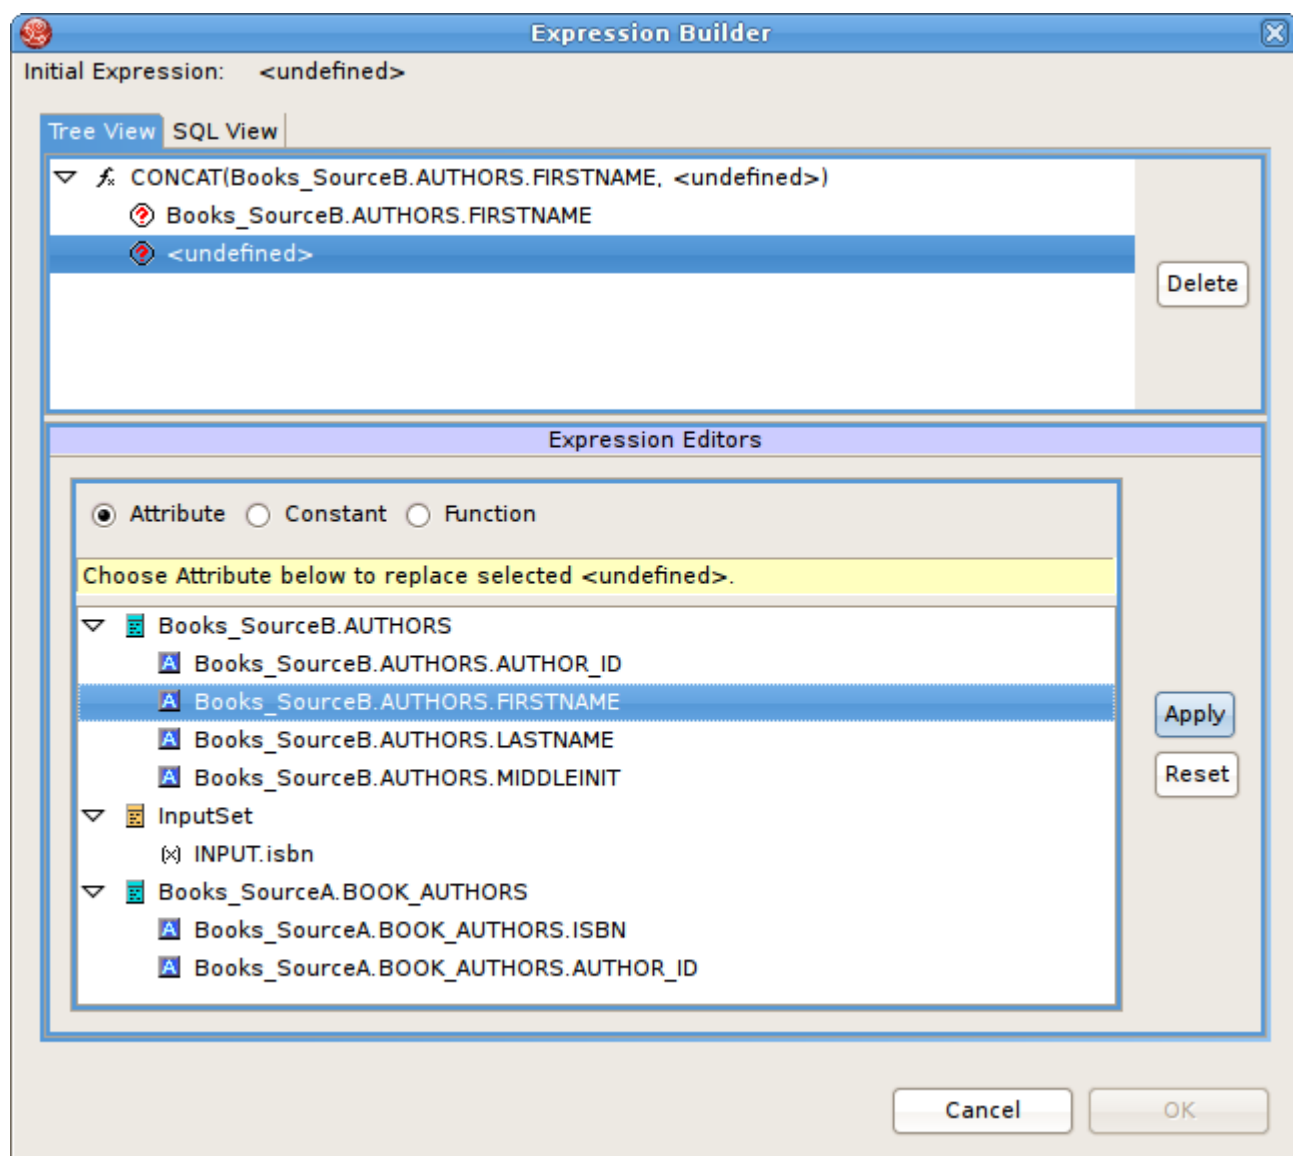 Expression Builder
Initial Expression: <undefined>
Tree View SQL View
CONCAT(Books_SourceB.AUTHORS.FIRSTNAME, <undefined>)
Books_SourceB.AUTHORS.FIRSTNAME
<undefined>
Delete
Expression Editors
Attribute Constant Function
Choose Attribute below to replace selected <undefined>.
Books_SourceB.AUTHORS
Books_SourceB.AUTHORS.AUTHOR_ID
Books_SourceB.AUTHORS.FIRSTNAME
Books_SourceB.AUTHORS.LASTNAME
Books_SourceB.AUTHORS.MIDDLEINIT
Apply
Reset
InputSet
INPUT.isbn
Books_SourceA.BOOK_AUTHORS
Books_SourceA.BOOK_AUTHORS.ISBN
Books_SourceA.BOOK_AUTHORS.AUTHOR_ID
Cancel OK